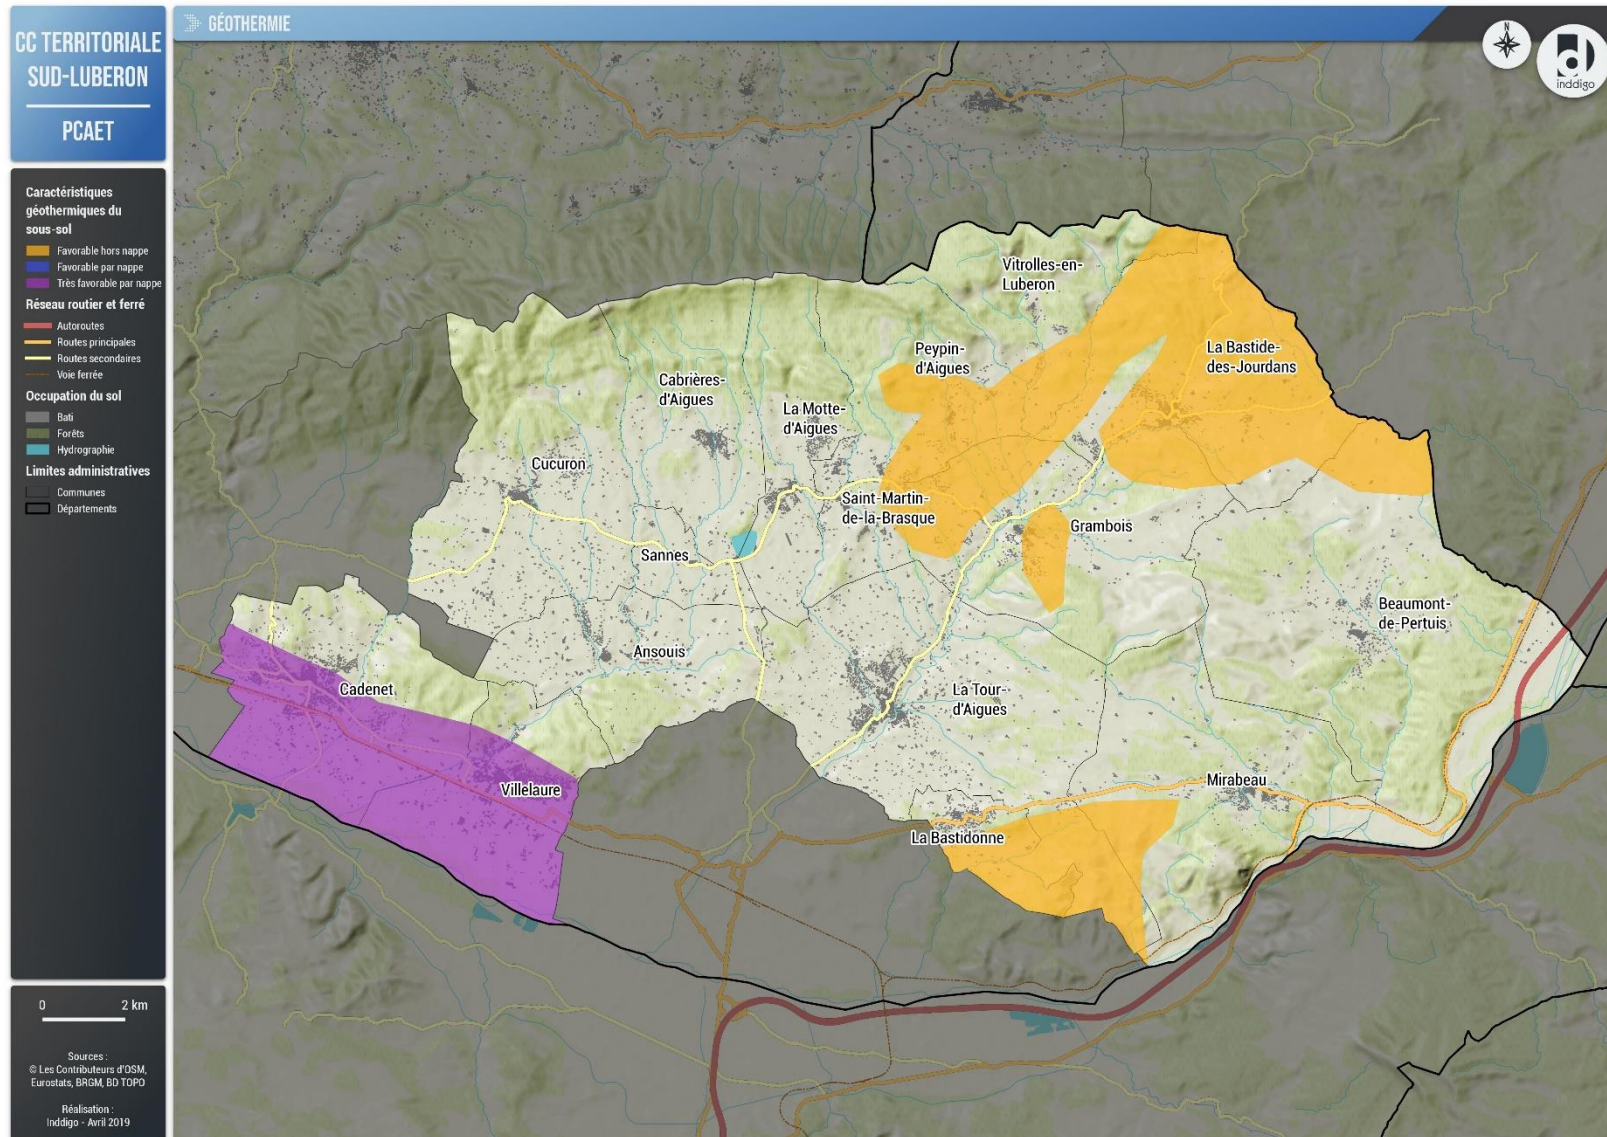 CC TERRITORIALE
SUD-LUBERON
PCAET
GÉOTHERMIE
N
inddigo
Caractéristiques
géothermiques du
sous-sol
Favorable hors nappe
Favorable par nappe
Très favorable par nappe
Réseau routier et ferré
Autoroutes
Routes principales
Routes secondaires
Voie ferrée
Occupation du sol
Bati
Forêts
Hydrographie
Limites administratives
Communes
Départements
0 2 km
Sources :
© Les Contributeurs d'OSM,
Eurostats, BRGM, BD TOPO
Réalisation :
Inddigo - Avril 2019
Vitrolles-en-
Luberon
Peypin-
d'Aigues
La Bastide-
des-Jourdans
Cabrières-
d'Aigues
La Motte-
d'Aigues
Cucuron
Saint-Martin-
de-la-Brasque
Grambois
Sannes
Beaumont-
de-Pertuis
Ansouis
Cadenet
La Tour-
d'Aigues
Villelaure
Mirabeau
La Bastidonne